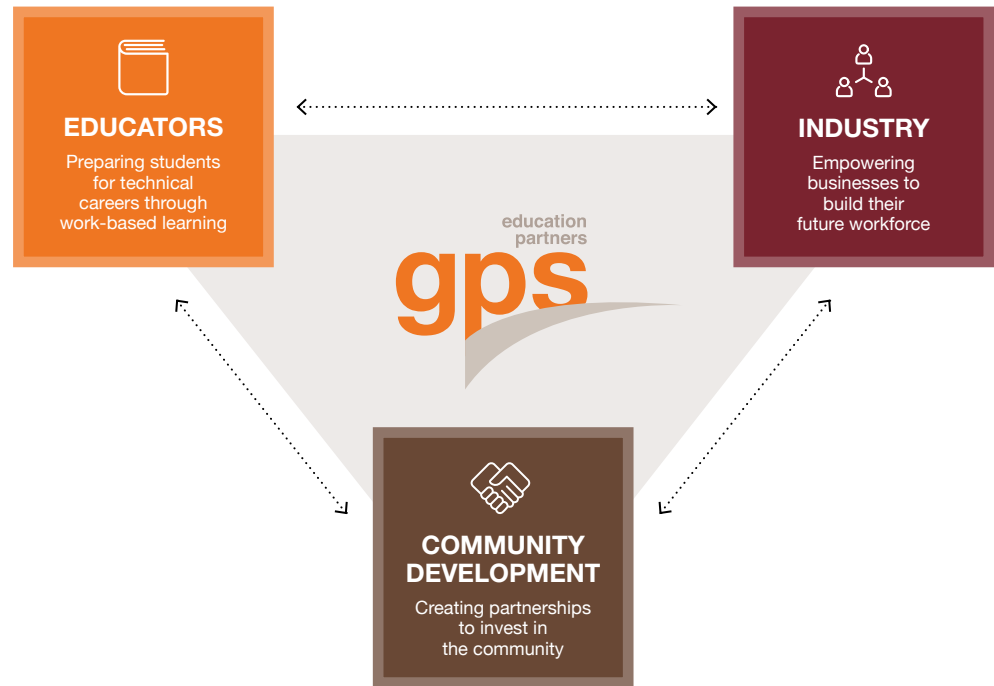 EDUCATORS
Preparing students
for technical
careers through
work-based learning
INDUSTRY
Empowering
businesses to
build their
future workforce
education
partners
gps
COMMUNITY
DEVELOPMENT
Creating partnerships
to invest in
the community